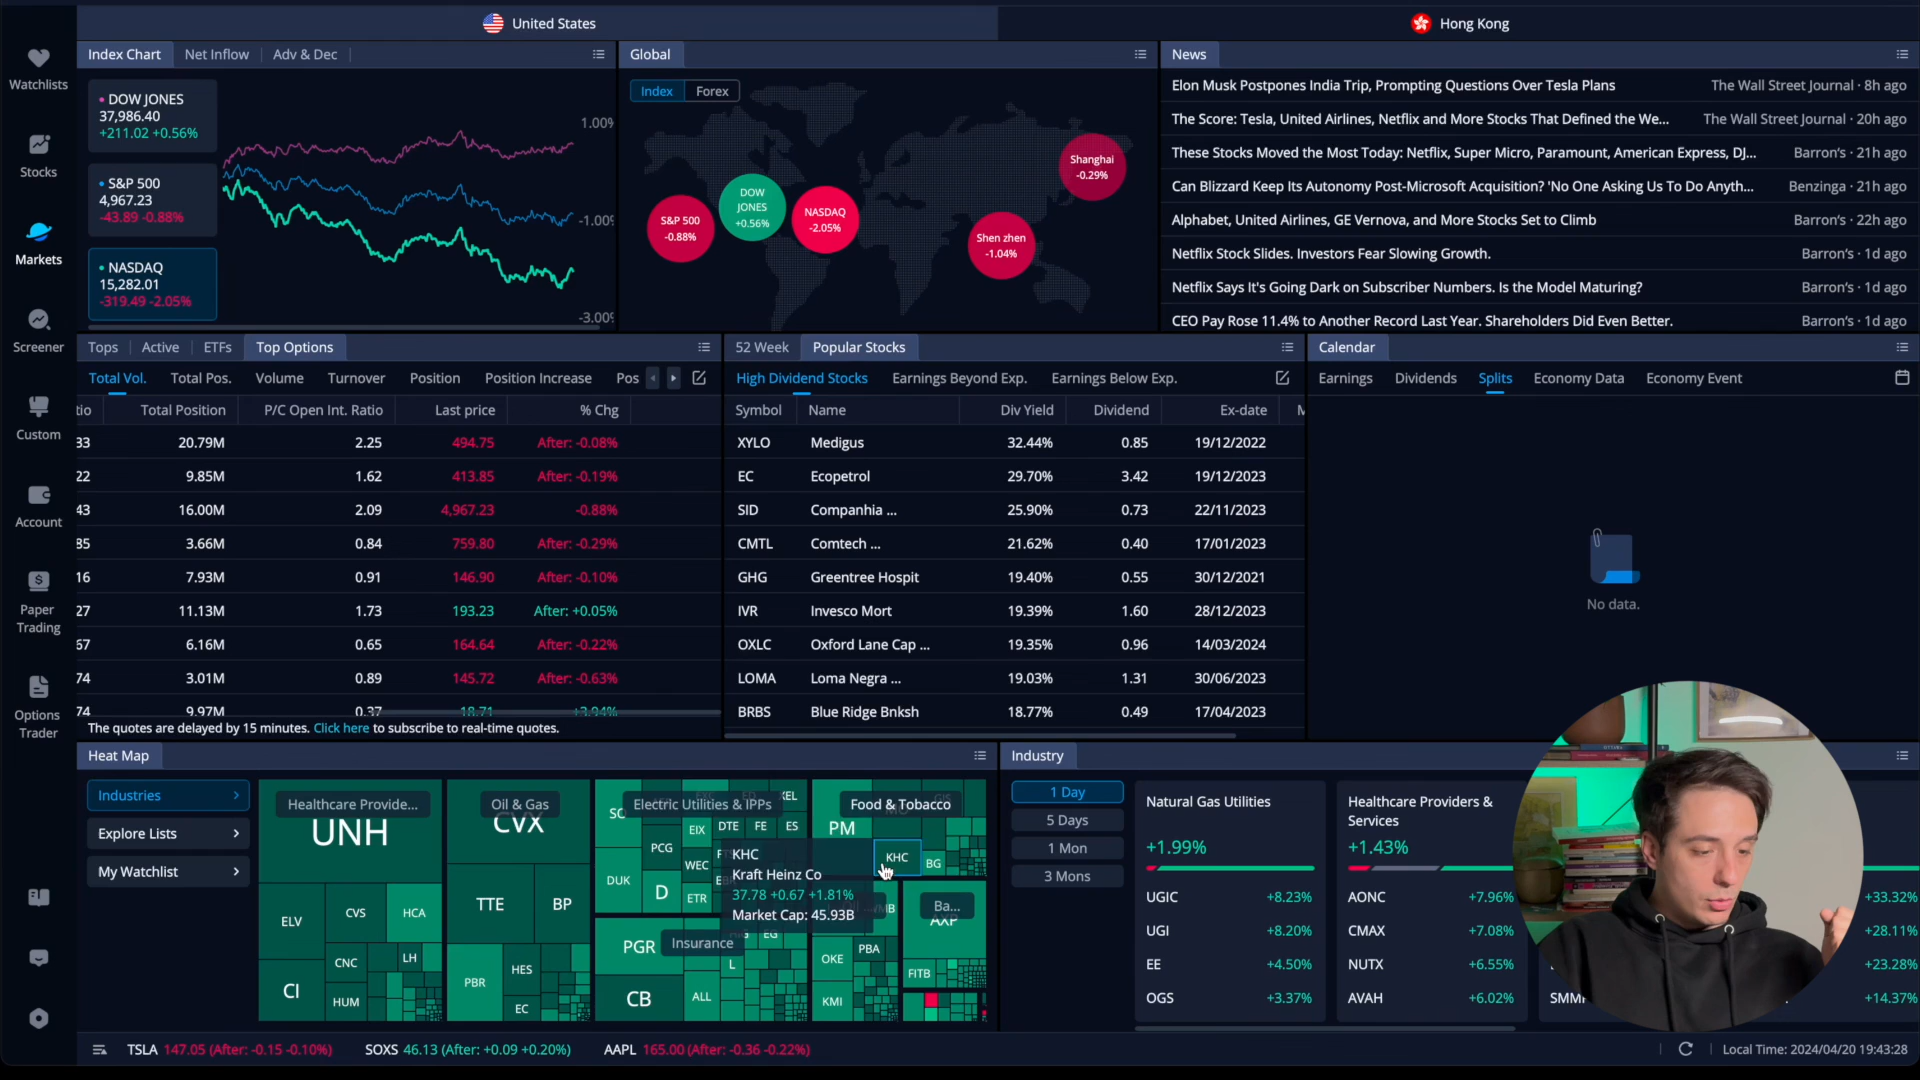 United States
Hong Kong
Watchlists
Stocks
Markets
Screener
Custom
Account
Paper
Trading
Options
Trader
Index Chart
Net Inflow
Adv & Dec
DOW JONES
37,986.40
+211.02 +0.56%
S&P 500
4,967.23
-43.89 -0.88%
NASDAQ
15,282.01
-319.49 -2.05%
1.00%
-1.00%
-3.00%
Global
Index
Forex
S&P 500
-0.88%
DOW
JONES
+0.56%
NASDAQ
-2.05%
Shen zhen
-1.04%
Shanghai
-0.29%
News
Elon Musk Postpones India Trip, Prompting Questions Over Tesla Plans The Wall Street Journal · 8h ago
The Score: Tesla, United Airlines, Netflix and More Stocks That Defined the We... The Wall Street Journal · 20h ago
These Stocks Moved the Most Today: Netflix, Super Micro, Paramount, American Express, DJ... Barron's · 21h ago
Can Blizzard Keep Its Autonomy Post-Microsoft Acquisition? 'No One Asking Us To Do Anyth... Benzinga · 21h ago
Alphabet, United Airlines, GE Vernova, and More Stocks Set to Climb Barron's · 22h ago
Netflix Stock Slides. Investors Fear Slowing Growth. Barron's · 1d ago
Netflix Says It's Going Dark on Subscriber Numbers. Is the Model Maturing? Barron's · 1d ago
CEO Pay Rose 11.4% to Another Record Last Year. Shareholders Did Even Better. Barron's · 1d ago
Tops Active ETFs Top Options
Total Vol. Total Pos. Volume Turnover Position Position Increase Pos
tio Total Position P/C Open Int. Ratio Last price % Chg
33 20.79M 2.25 494.75 After: -0.08%
22 9.85M 1.62 413.85 After: -0.19%
43 16.00M 2.09 4,967.23 -0.88%
85 3.66M 0.84 759.80 After: -0.29%
16 7.93M 0.91 146.90 After: -0.10%
27 11.13M 1.73 193.23 After: +0.05%
67 6.16M 0.65 164.64 After: -0.22%
74 3.01M 0.89 145.72 After: -0.63%
74 9.97M 0.37 18.71 +3.94%
The quotes are delayed by 15 minutes. Click here to subscribe to real-time quotes.
52 Week Popular Stocks
High Dividend Stocks Earnings Beyond Exp. Earnings Below Exp.
Symbol Name Div Yield Dividend Ex-date
XYLO Medigus 32.44% 0.85 19/12/2022
EC Ecopetrol 29.70% 3.42 19/12/2023
SID Companhia ... 25.90% 0.73 22/11/2023
CMTL Comtech ... 21.62% 0.40 17/01/2023
GHG Greentree Hospit 19.40% 0.55 30/12/2021
IVR Invesco Mort 19.39% 1.60 28/12/2023
OXLC Oxford Lane Cap ... 19.35% 0.96 14/03/2024
LOMA Loma Negra ... 19.03% 1.31 30/06/2023
BRBS Blue Ridge Bnksh 18.77% 0.49 17/04/2023
Calendar
Earnings Dividends Splits Economy Data Economy Event
No data.
Heat Map
Industries
Explore Lists
My Watchlist
Healthcare Provide...
UNH
ELV
CVS
HCA
CI
CNC
LH
HUM
Oil & Gas
CVX
TTE
BP
PBR
HES
EC
Electric Utilities & IPPs
SO
XEL
EIX
DTE
FE
ES
PCG
WEC
DUK
D
ETR
KHC
Kraft Heinz Co
37.78 +0.67 +1.81%
Market Cap: 45.93B
Food & Tobacco
PM
KHC
BG
Insurance
PGR
CB
ALL
L
EG
PBA
OKE
KMI
Ba...
AXP
FITB
Industry
1 Day
5 Days
1 Mon
3 Mons
Natural Gas Utilities
+1.99%
UGIC +8.23%
UGI +8.20%
EE +4.50%
OGS +3.37%
Healthcare Providers &
Services
+1.43%
AONC +7.96%
CMAX +7.08%
NUTX +6.55%
AVAH +6.02%
+33.32%
+28.11%
+23.28%
SMMF +14.37%
TSLA 147.05 (After: -0.15 -0.10%) SOXS 46.13 (After: +0.09 +0.20%) AAPL 165.00 (After: -0.36 -0.22%)
Local Time: 2024/04/20 19:43:28